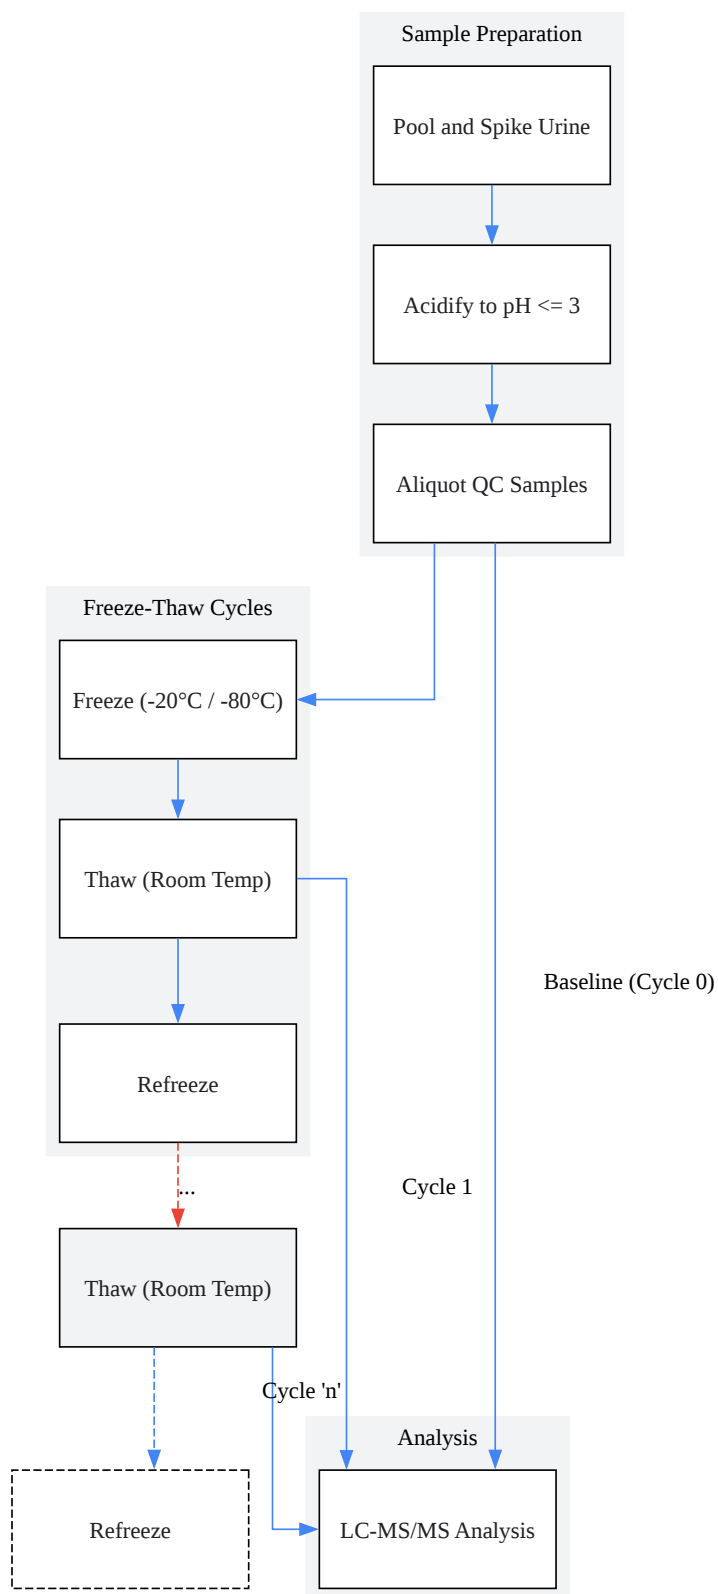 Sample Preparation
Pool and Spike Urine
Acidify to pH <= 3
Aliquot QC Samples
Freeze-Thaw Cycles
Freeze (-20°C / -80°C)
Thaw (Room Temp)
Baseline (Cycle 0)
Refreeze
Cycle 1
...
Thaw (Room Temp)
Cycle 'n'
Analysis
Refreeze
LC-MS/MS Analysis